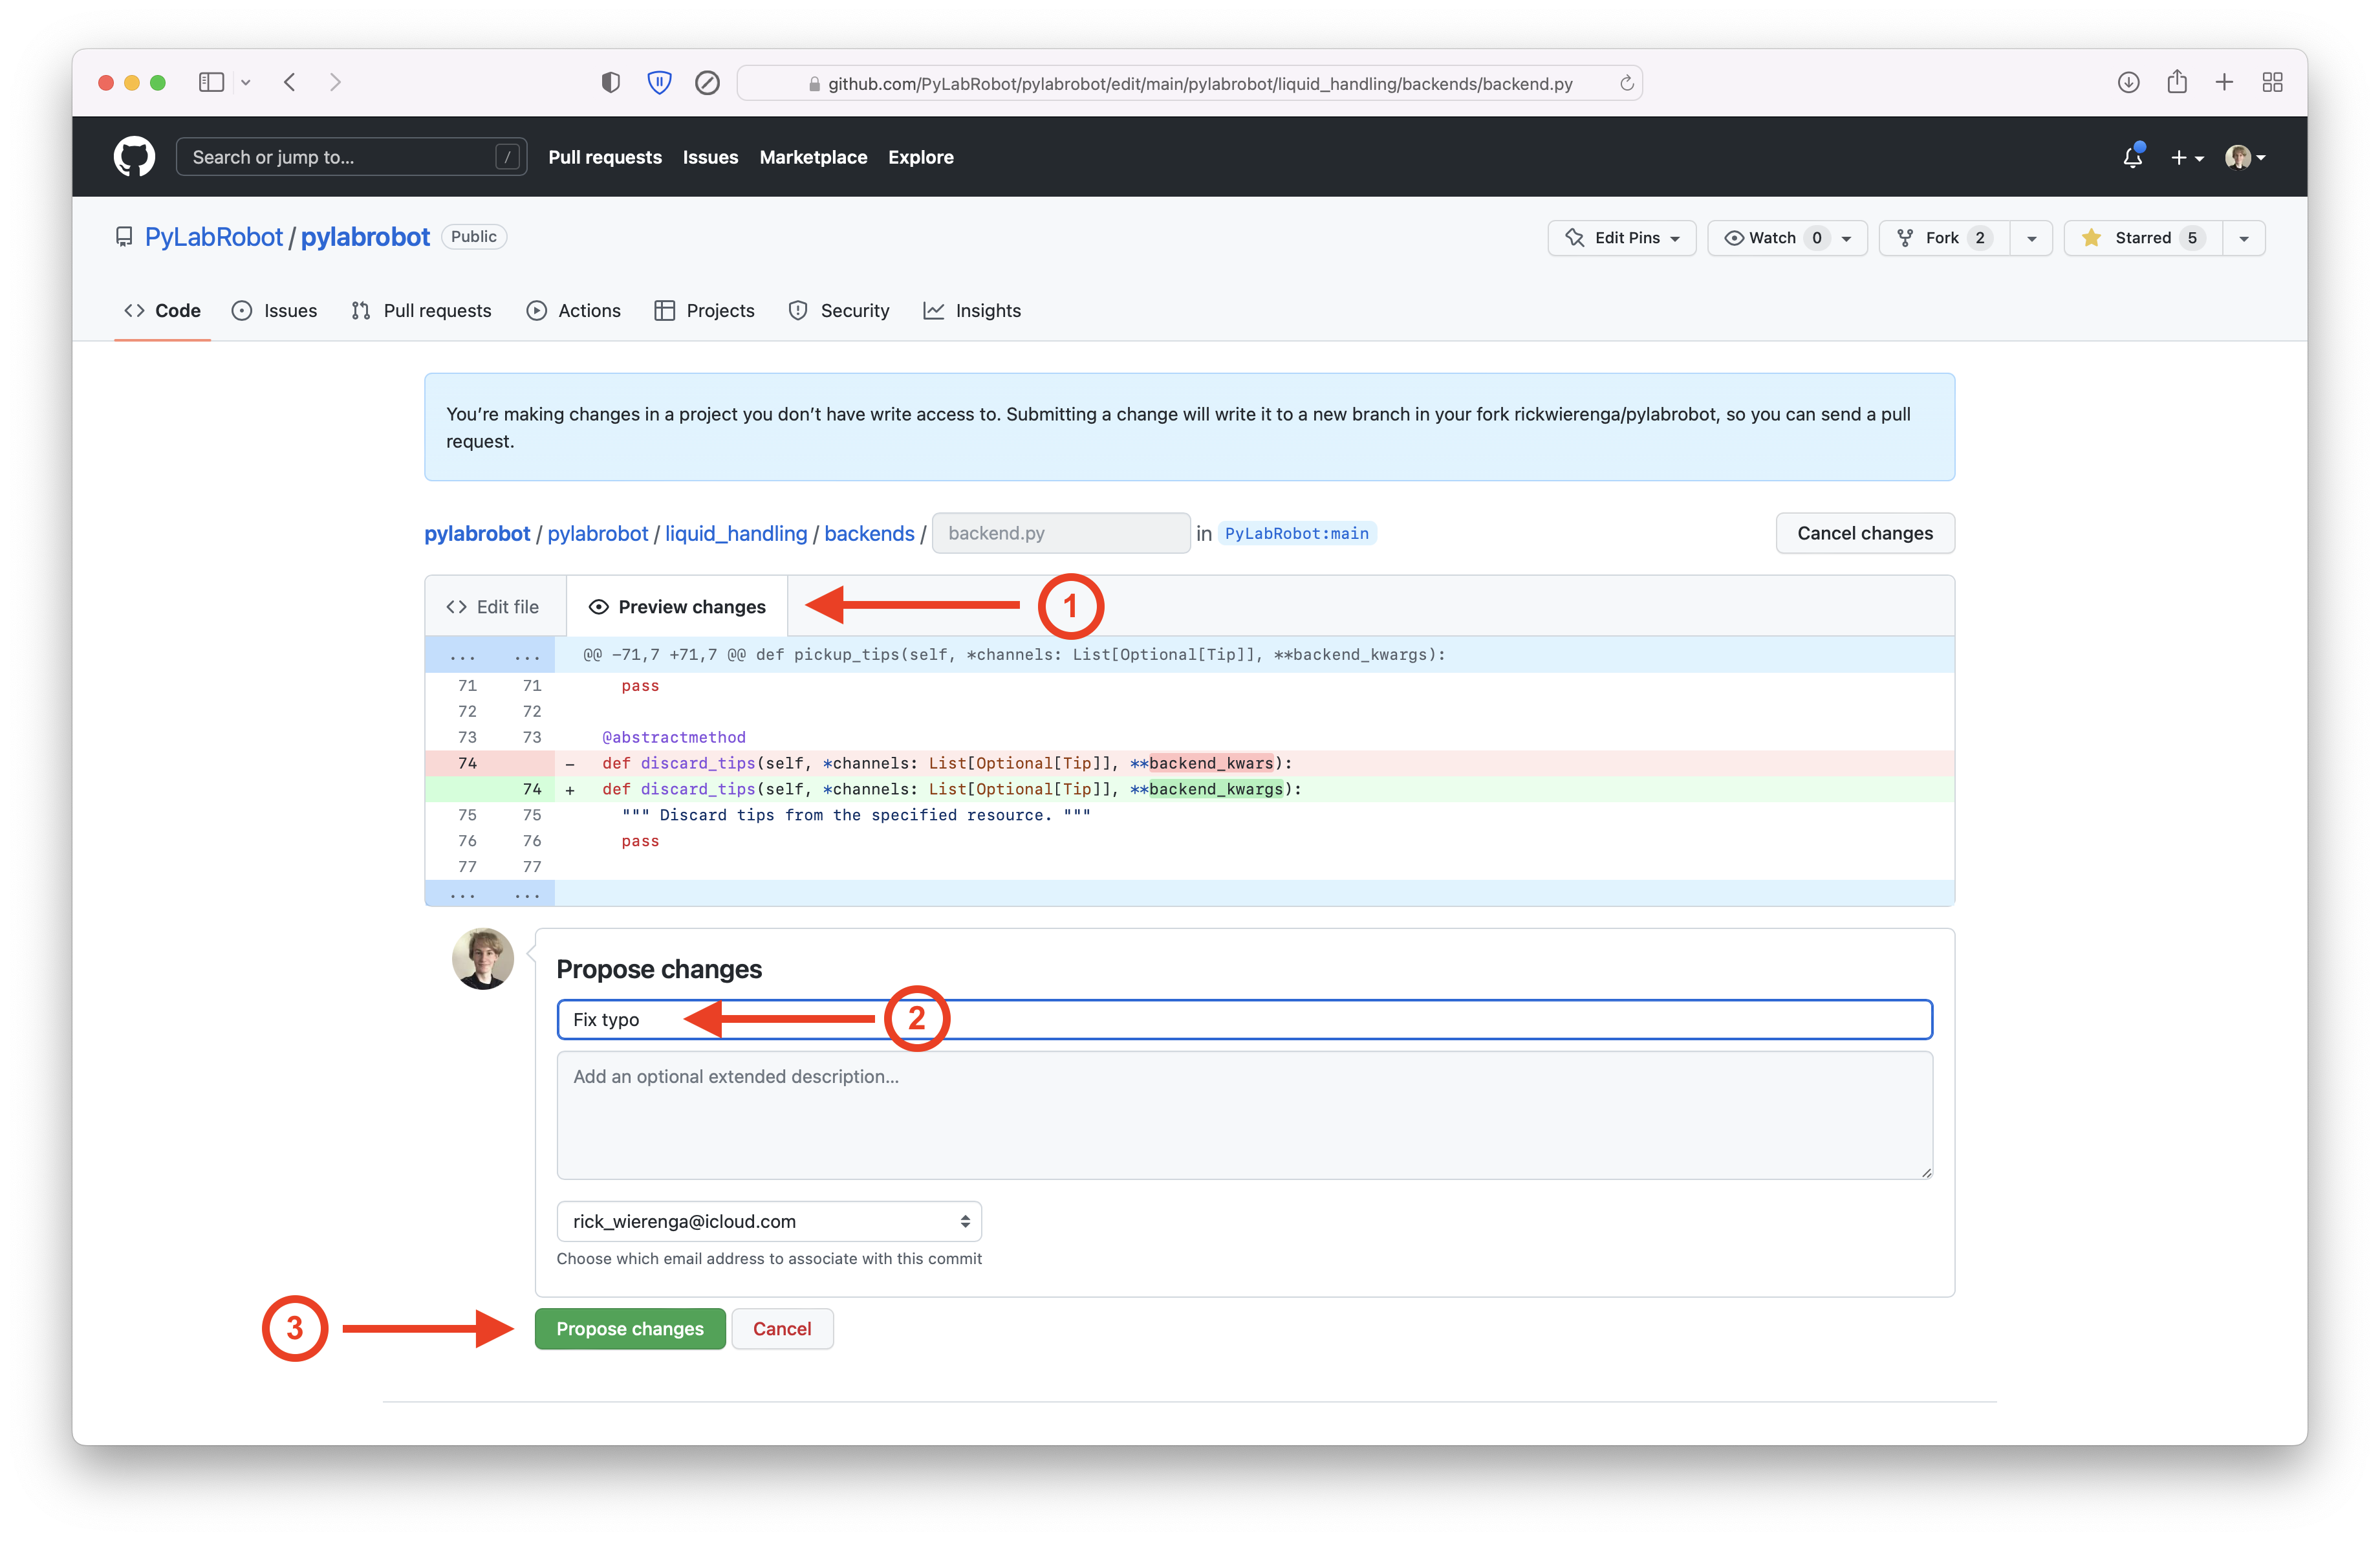 github.com/PyLabRobot/pylabrobot/edit/main/pylabrobot/liquid_handling/backends/backend.py
Search or jump to... / Pull requests Issues Marketplace Explore
PyLabRobot / pylabrobot Public Edit Pins Watch 0 Fork 2 Starred 5
Code Issues Pull requests Actions Projects Security Insights
You’re making changes in a project you don’t have write access to. Submitting a change will write it to a new branch in your fork rickwierenga/pylabrobot, so you can send a pull
request.
pylabrobot / pylabrobot / liquid_handling / backends / backend.py in PyLabRobot:main Cancel changes
<> Edit file Preview changes 1
... ... @@ -71,7 +71,7 @@ def pickup_tips(self, *channels: List[Optional[Tip]], **backend_kwargs):
71 71 pass
72 72
73 73 @abstractmethod
74 - def discard_tips(self, *channels: List[Optional[Tip]], **backend_kwars):
74 + def discard_tips(self, *channels: List[Optional[Tip]], **backend_kwargs):
75 75 """ Discard tips from the specified resource. """
76 76 pass
77 77
... ...
Propose changes
Fix typo 2
Add an optional extended description...
rick_wierenga@icloud.com
Choose which email address to associate with this commit
3 Propose changes Cancel